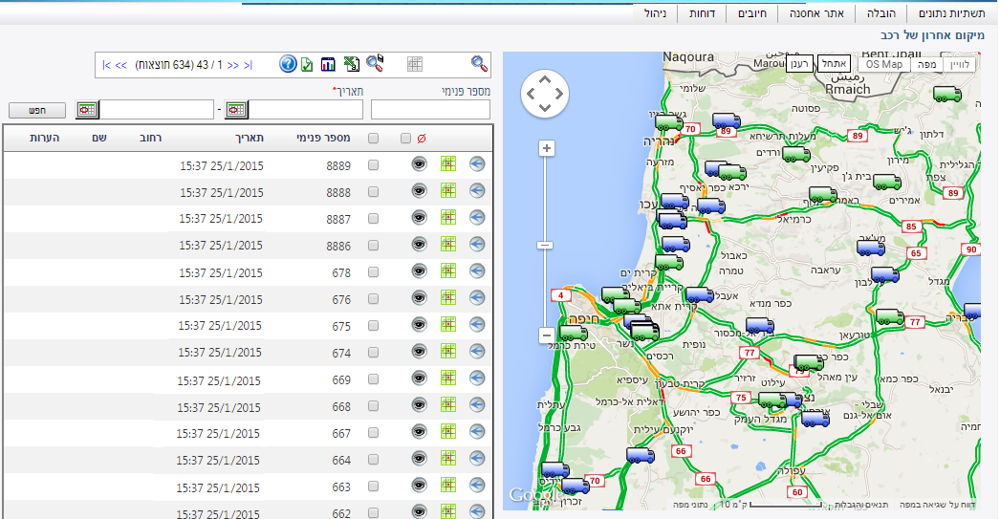 תשתיות נתונים הובלה אתר אחסנה חיובים דוחות ניהול
מיקום אחרון של רכב
|< << 1 / 43 (634 תוצאות) >> >|
מספר פנימי תאריך*
- חפש
מספר פנימי תאריך רחוב שם הערות
8889 25/1/2015 15:37
8888 25/1/2015 15:37
8887 25/1/2015 15:37
8886 25/1/2015 15:37
678 25/1/2015 15:37
676 25/1/2015 15:37
675 25/1/2015 15:37
674 25/1/2015 15:37
669 25/1/2015 15:37
668 25/1/2015 15:37
667 25/1/2015 15:37
664 25/1/2015 15:37
663 25/1/2015 15:37
662 25/1/2015 15:37
לוויין מפה OS Map אתחל רענן
Naqoura
Rmaich
رميش
שלומי
פסוטה
70
89
89
ג'יש
דלתון
מעלות תרשיחא
נהריה
מזרעה
פקיעין
מירון
צפת
הגלילית
ירכא
כפר יאסיף
בית ג'ן
אמירים
89
כרמיאל
85
65
90
כאבול
טמרה
עראבה
מגדל
קרית ים
קריית ביאליק
קרית אתא
4
חיפה
כפר מנדא
77
טירת כרמל
נשר
רכסים
נופית
טורעאן
77
עספיא
קרית טבעון
זרזיר
עילוט
עין מאהל
כפר כמא
יבנאל
75
עתלית
דאלית אל-כרמל
כפר יהושע
מגדל העמק
שבלי
אום אל-גנם
גבע כרמל
יוקנעם עילית
66
66
עפולה
60
70
זכרון
Google
דווח על שגיאה במפה תנאים והגבלות 10 ק"מ נתוני מפה